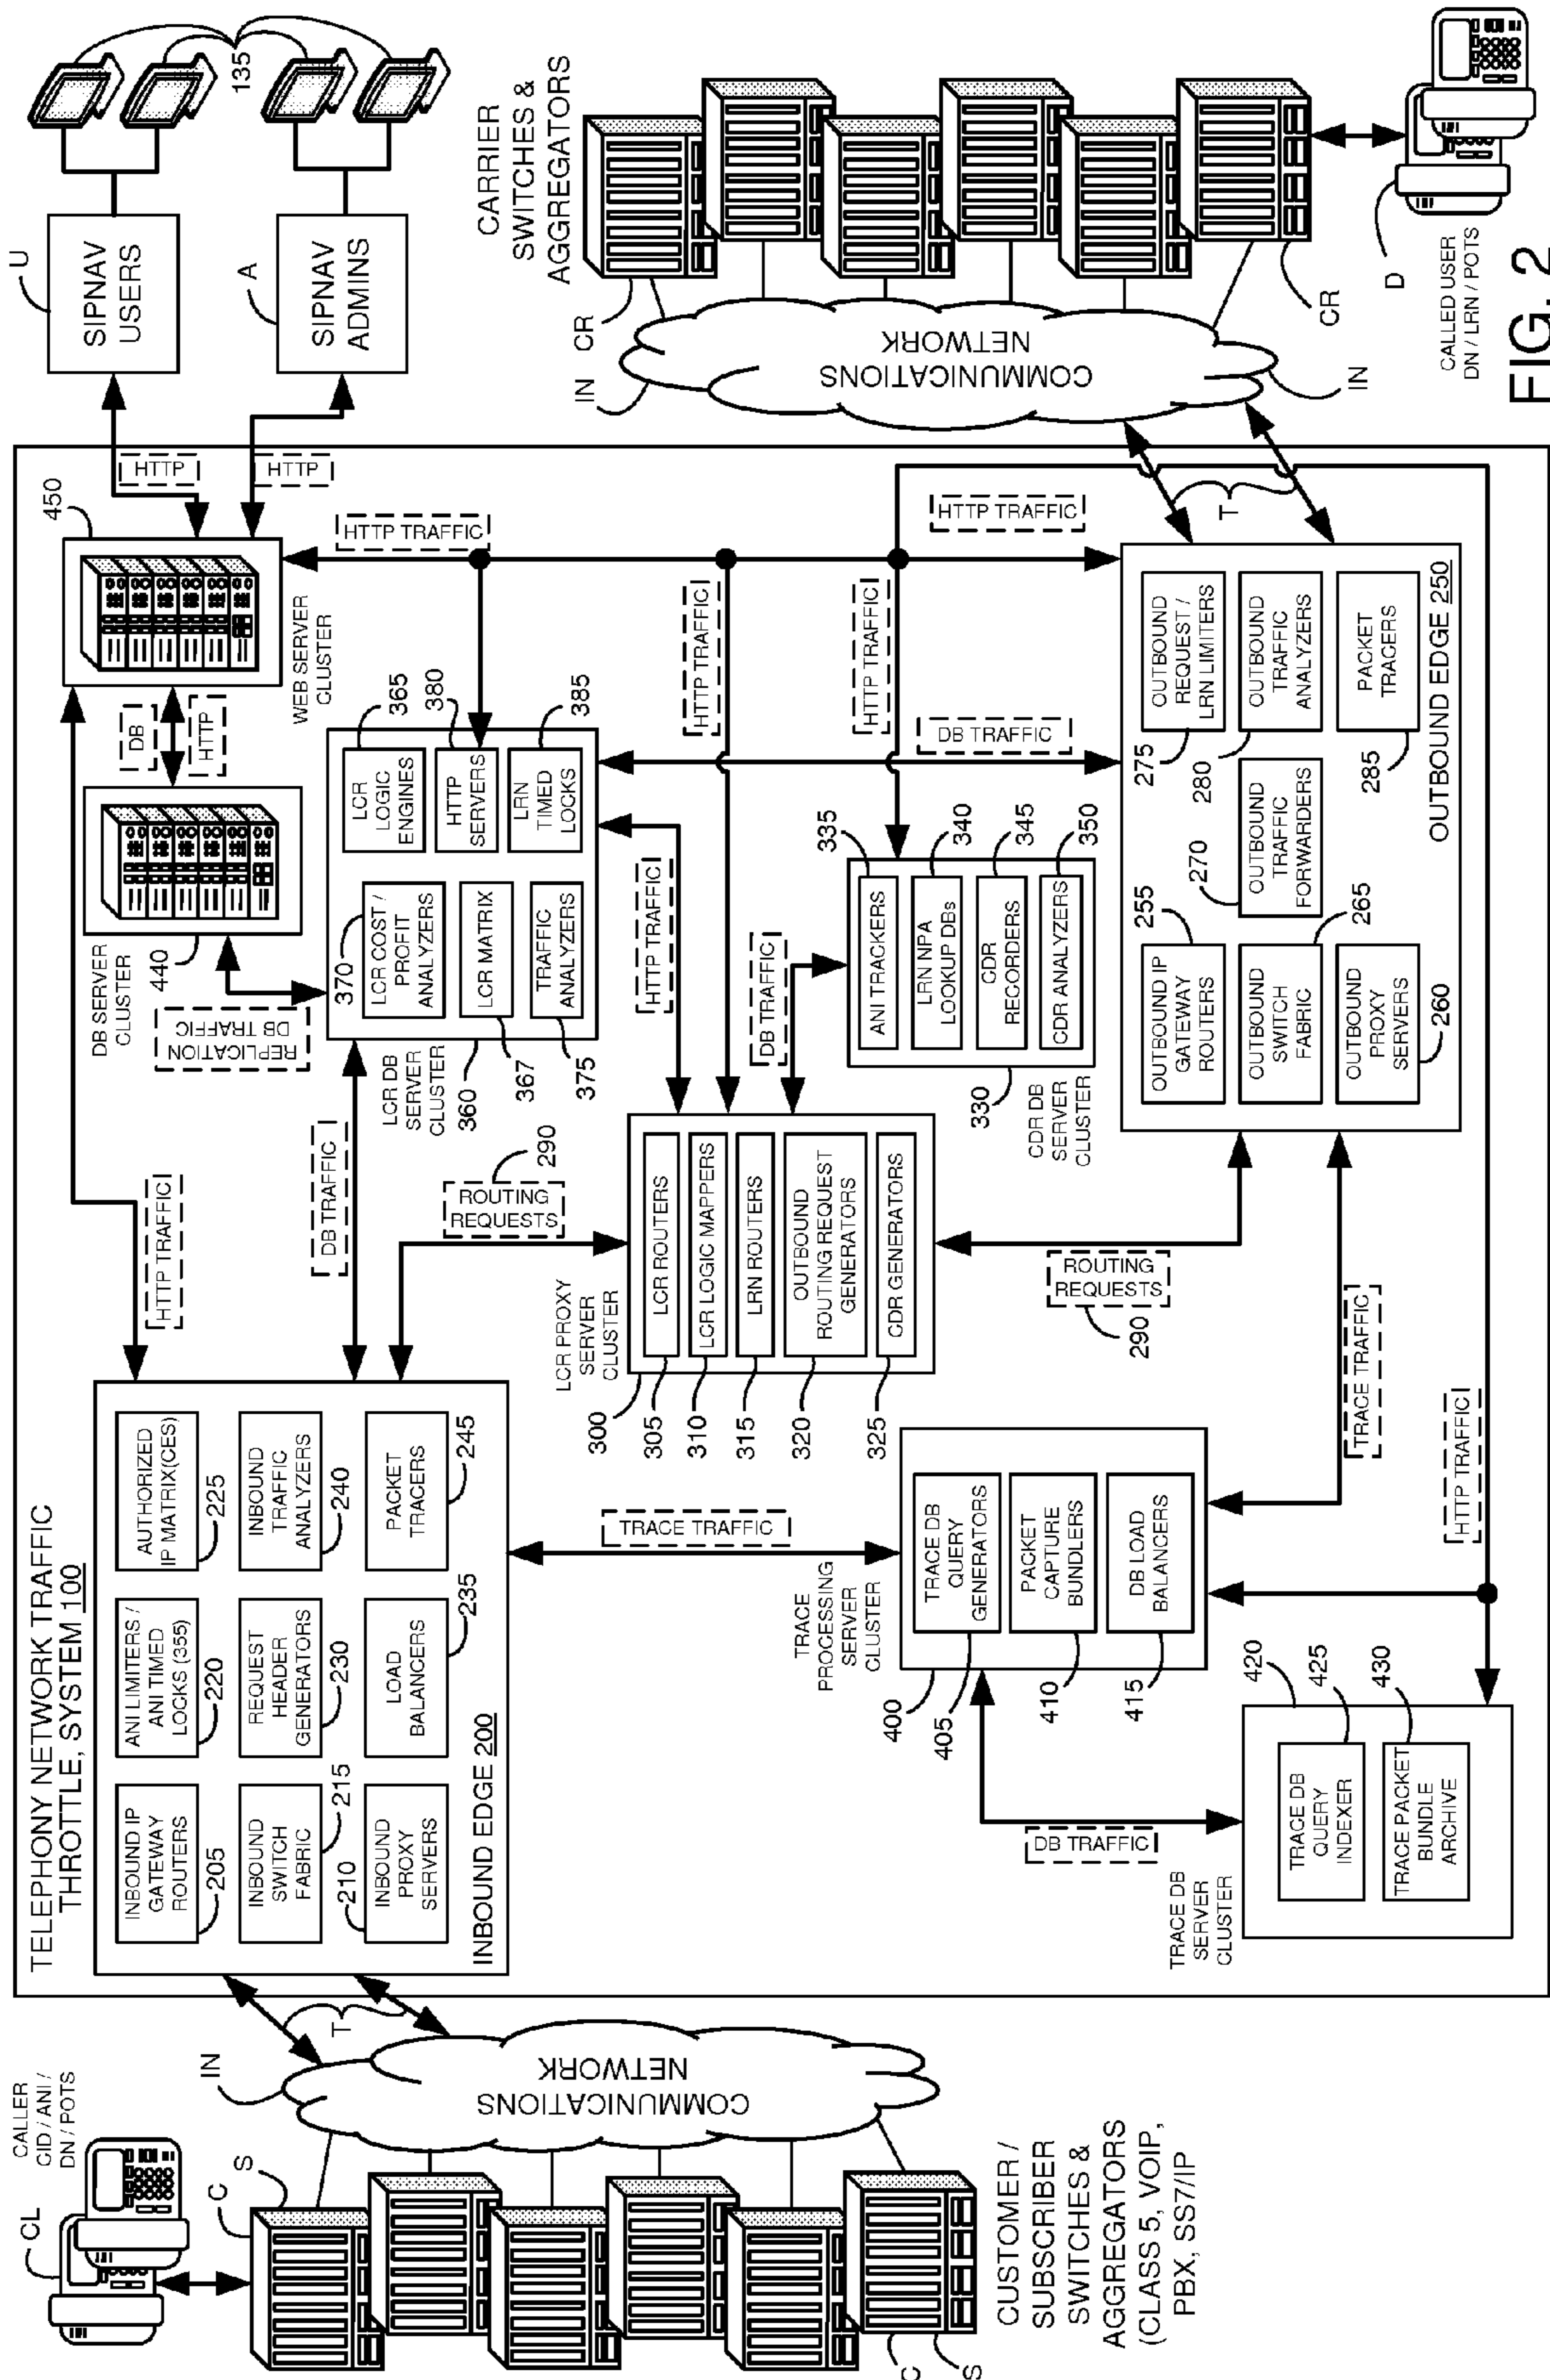 TELEPHONY NETWORK TRAFFIC
THROTTLE, SYSTEM 100
CALLER
CID / ANI /
DN / POTS
CL
C
S
IN
COMMUNICATIONS
NETWORK
T
C
S
CUSTOMER /
SUBSCRIBER
SWITCHES &
AGGREGATORS
(CLASS 5, VOIP,
PBX, SS7/IP
INBOUND IP
GATEWAY
ROUTERS
205
ANI LIMITERS /
ANI TIMED
LOCKS (355)
220
AUTHORIZED
IP MATRIX(CES)
225
INBOUND
SWITCH
FABRIC
215
REQUEST
HEADER
GENERATORS
230
INBOUND
TRAFFIC
ANALYZERS
240
210
INBOUND
PROXY
SERVERS
LOAD
BALANCERS
235
PACKET
TRACERS
245
INBOUND EDGE 200
HTTP TRAFFIC
DB TRAFFIC
ROUTING
REQUESTS
290
TRACE TRAFFIC
DB SERVER
CLUSTER
440
DB
HTTP
450
WEB SERVER
CLUSTER
REPLICATION
DB TRAFFIC
HTTP
HTTP
U
SIPNAV
USERS
A
SIPNAV
ADMINS
135
HTTP TRAFFIC
LCR DB
SERVER
CLUSTER
360
370
LCR COST /
PROFIT
ANALYZERS
LCR MATRIX
367
TRAFFIC
ANALYZERS
375
LCR
LOGIC
ENGINES
365
HTTP
SERVERS
380
LRN
TIMED
LOCKS
385
HTTP TRAFFIC
HTTP TRAFFIC
LCR PROXY
SERVER
CLUSTER
300
LCR ROUTERS
305
LCR LOGIC MAPPERS
310
LRN ROUTERS
315
OUTBOUND
ROUTING REQUEST
GENERATORS
320
CDR GENERATORS
325
DB TRAFFIC
HTTP TRAFFIC
DB TRAFFIC
HTTP TRAFFIC
CDR DB
SERVER
CLUSTER
330
ANI TRACKERS
335
LRN NPA
LOOKUP DBs
340
CDR
RECORDERS
345
CDR ANALYZERS
350
ROUTING
REQUESTS
290
TRACE
PROCESSING
SERVER
CLUSTER
400
TRACE DB
QUERY
GENERATORS
405
PACKET
CAPTURE
BUNDLERS
410
DB LOAD
BALANCERS
415
TRACE TRAFFIC
HTTP TRAFFIC
DB TRAFFIC
TRACE DB
SERVER
CLUSTER
420
TRACE DB
QUERY
INDEXER
425
TRACE PACKET
BUNDLE
ARCHIVE
430
OUTBOUND IP
GATEWAY
ROUTERS
255
OUTBOUND
SWITCH
FABRIC
265
OUTBOUND
PROXY
SERVERS
260
270
OUTBOUND
TRAFFIC
FORWARDERS
OUTBOUND
REQUEST /
LRN LIMITERS
275
OUTBOUND
TRAFFIC
ANALYZERS
280
PACKET
TRACERS
285
OUTBOUND EDGE 250
T
IN
COMMUNICATIONS
NETWORK
IN
CR
CR
CARRIER
SWITCHES &
AGGREGATORS
D
CALLED USER
DN / LRN / POTS
FIG. 2